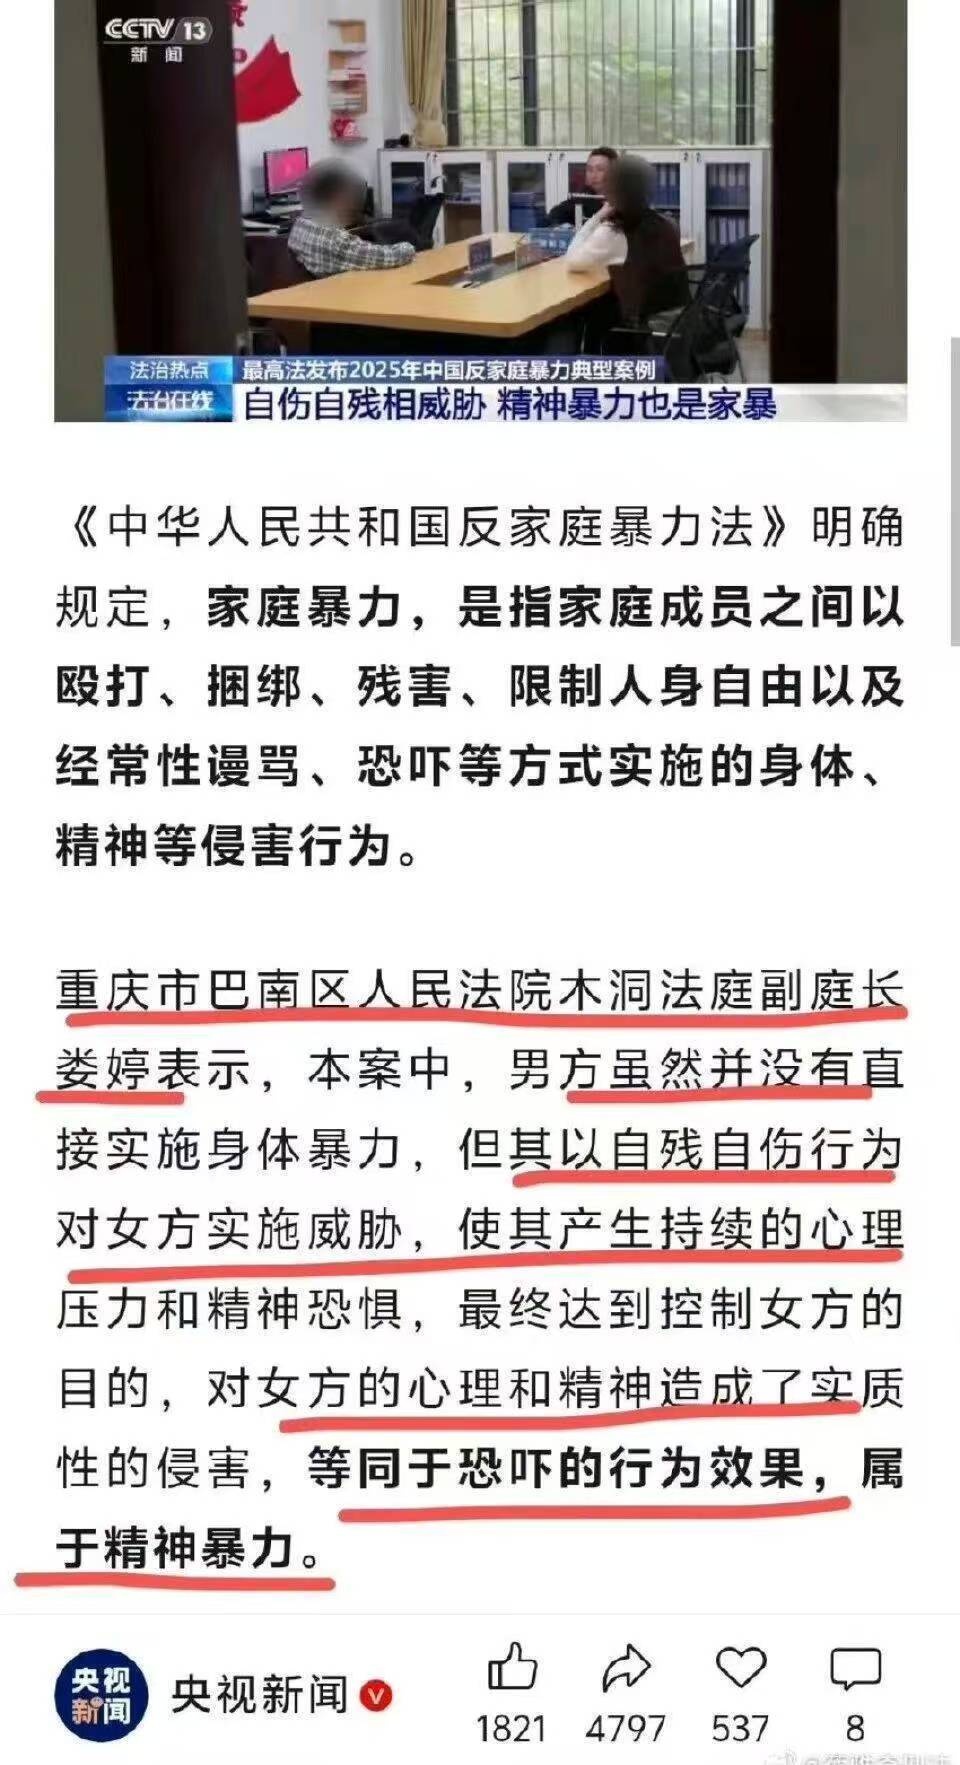 CCTV 13
新闻
法治热点 最高法发布2025年中国反家庭暴力典型案例
法治在线 自伤自残相威胁 精神暴力也是家暴
《中华人民共和国反家庭暴力法》明确
规定，家庭暴力，是指家庭成员之间以
殴打、捆绑、残害、限制人身自由以及
经常性谩骂、恐吓等方式实施的身体、
精神等侵害行为。
重庆市巴南区人民法院木洞法庭副庭长
娄婷表示，本案中，男方虽然并没有直
接实施身体暴力，但其以自残自伤行为
对女方实施威胁，使其产生持续的心理
压力和精神恐惧，最终达到控制女方的
目的，对女方的心理和精神造成了实质
性的侵害，等同于恐吓的行为效果，属
于精神暴力。
央视新闻
央视新闻
1821 4797 537 8